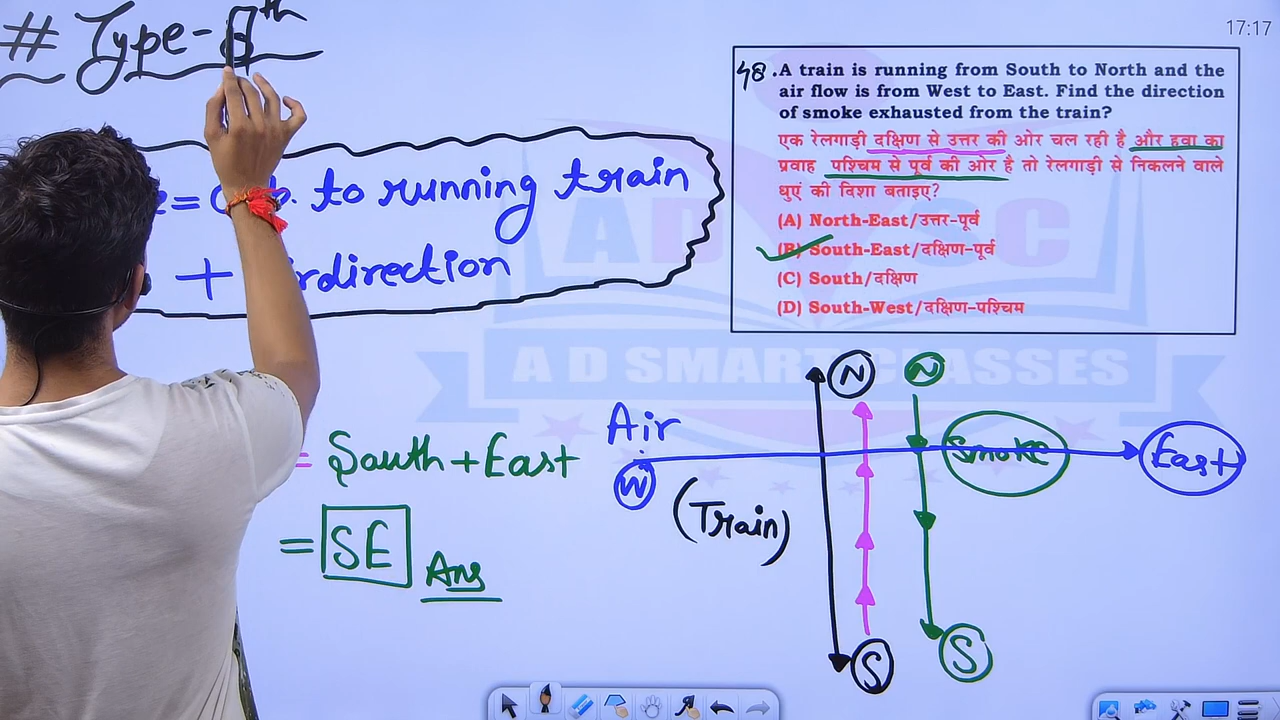 # Type-6th
17:17
= to running train
+ direction
48. A train is running from South to North and the
air flow is from West to East. Find the direction
of smoke exhausted from the train?
एक रेलगाड़ी दक्षिण से उत्तर की ओर चल रही है और हवा का
प्रवाह पश्चिम से पूर्व की ओर है तो रेलगाड़ी से निकलने वाले
धुएं की दिशा बताइए?
(A) North-East/उत्तर-पूर्व
(B) South-East/दक्षिण-पूर्व
(C) South/दक्षिण
(D) South-West/दक्षिण-पश्चिम
A D SMART CLASSES
= South + East
= SE Ans
Air
W
(Train)
N
S
N
Smoke
S
East